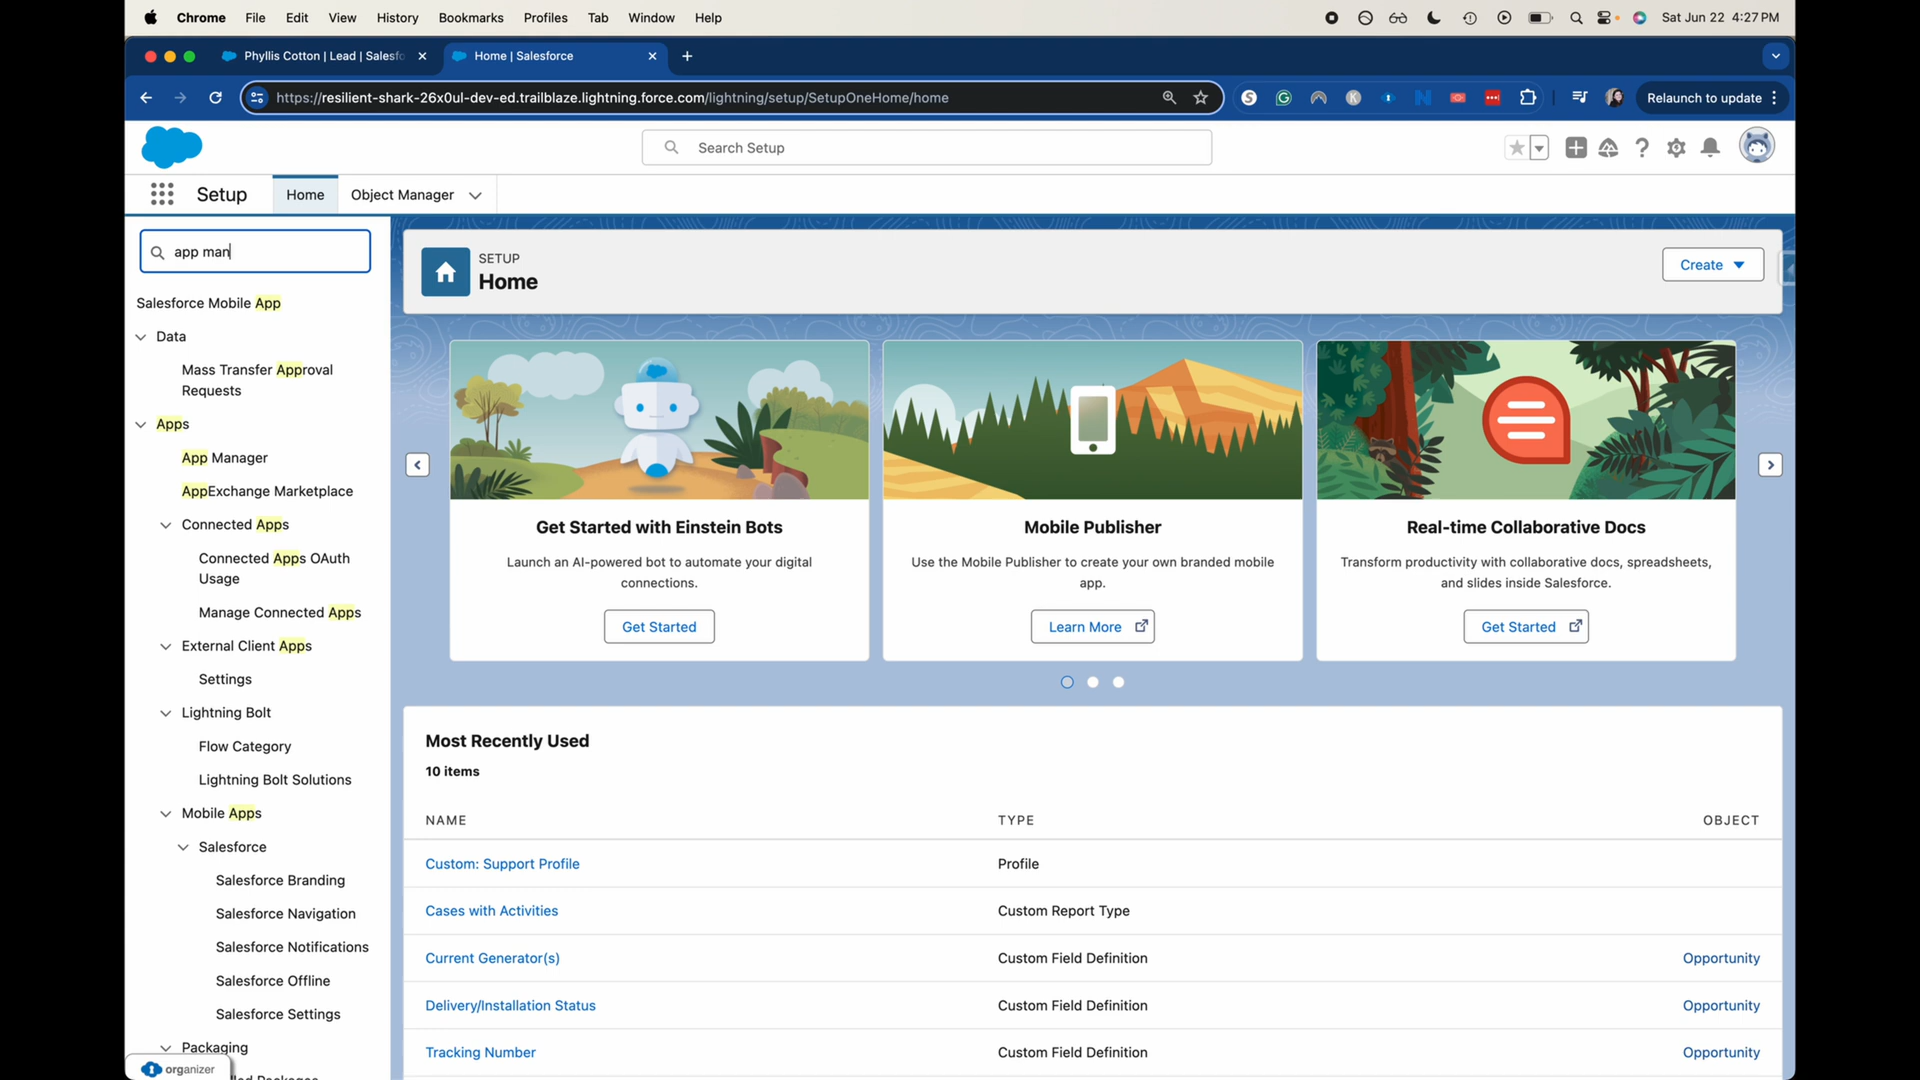 Chrome File Edit View History Bookmarks Profiles Tab Window Help
Sat Jun 22 4:27 PM
Phyllis Cotton | Lead | Salesfo
Home | Salesforce
https://resilient-shark-26x0ul-dev-ed.trailblaze.lightning.force.com/lightning/setup/SetupOneHome/home
Relaunch to update
Search Setup
Setup Home Object Manager
app man
Salesforce Mobile App
Data
Mass Transfer Approval
Requests
Apps
App Manager
AppExchange Marketplace
Connected Apps
Connected Apps OAuth
Usage
Manage Connected Apps
External Client Apps
Settings
Lightning Bolt
Flow Category
Lightning Bolt Solutions
Mobile Apps
Salesforce
Salesforce Branding
Salesforce Navigation
Salesforce Notifications
Salesforce Offline
Salesforce Settings
Packaging
organizer
SETUP
Home
Create
Get Started with Einstein Bots
Launch an AI-powered bot to automate your digital
connections.
Get Started
Mobile Publisher
Use the Mobile Publisher to create your own branded mobile
app.
Learn More
Real-time Collaborative Docs
Transform productivity with collaborative docs, spreadsheets,
and slides inside Salesforce.
Get Started
Most Recently Used
10 items
NAME TYPE OBJECT
Custom: Support Profile Profile
Cases with Activities Custom Report Type
Current Generator(s) Custom Field Definition Opportunity
Delivery/Installation Status Custom Field Definition Opportunity
Tracking Number Custom Field Definition Opportunity